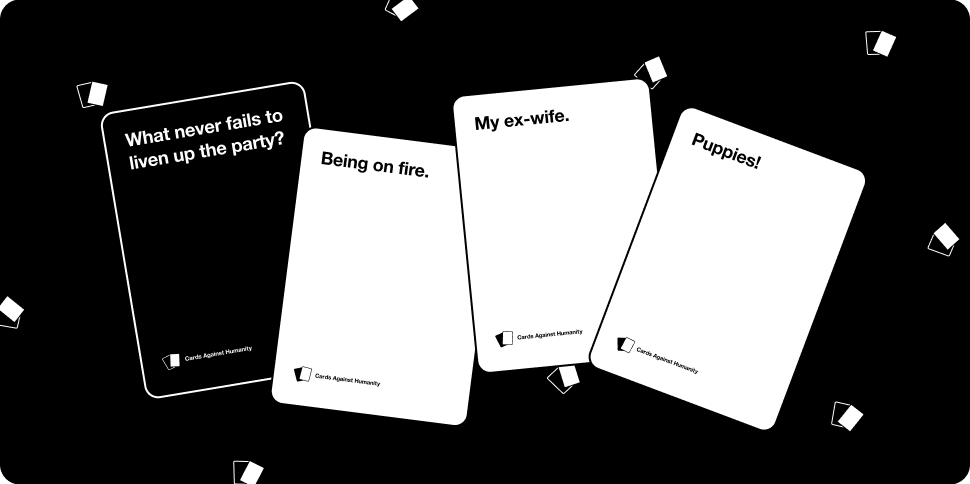 What never fails to
liven up the party?
Cards Against Humanity
Being on fire.
Cards Against Humanity
My ex-wife.
Cards Against Humanity
Puppies!
Cards Against Humanity